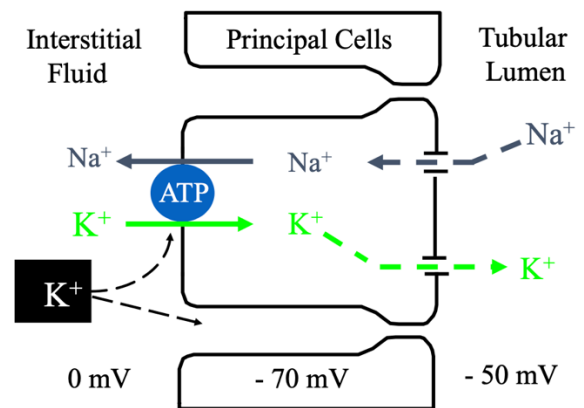 Interstitial Fluid
Principal Cells
Tubular Lumen
Na⁺
Na⁺
Na⁺
ATP
K⁺
K⁺
K⁺
K⁺
0 mV
- 70 mV
- 50 mV